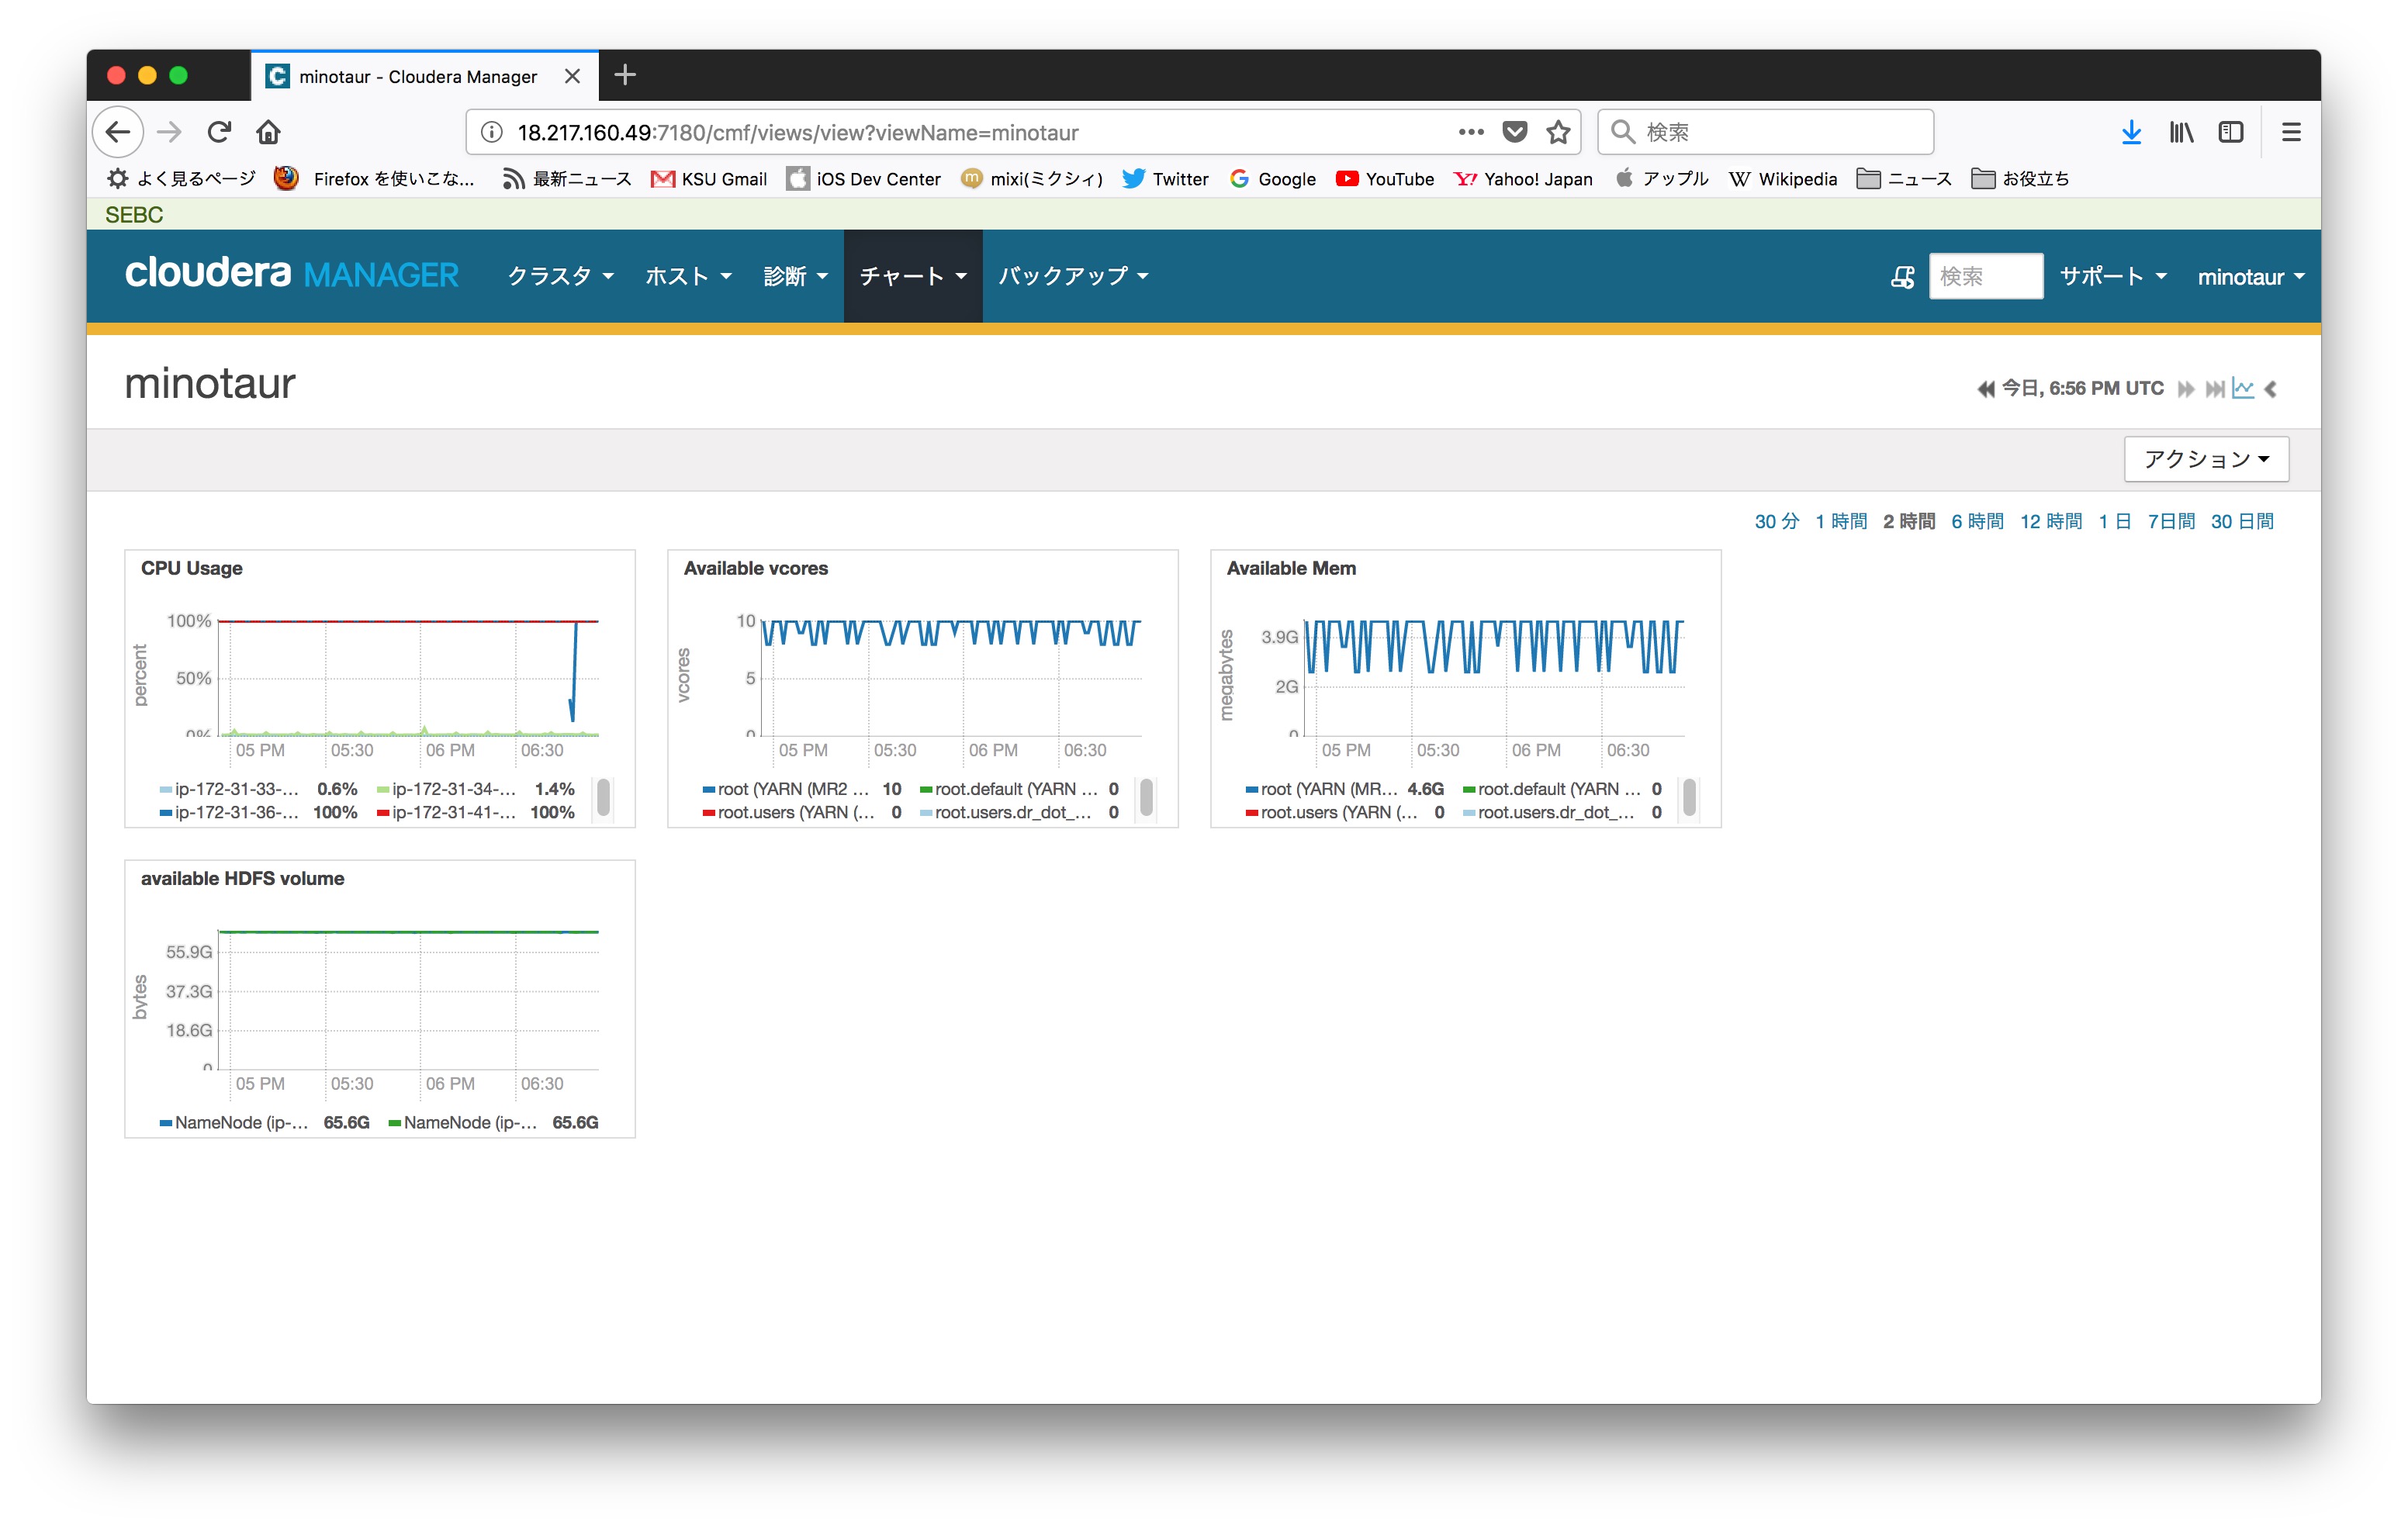 minotaur - Cloudera Manager
18.217.160.49:7180/cmf/views/view?viewName=minotaur
検索
よく見るページ Firefox を使いこな... 最新ニュース KSU Gmail iOS Dev Center mixi(ミクシィ) Twitter Google YouTube Yahoo! Japan アップル Wikipedia ニュース お役立ち
SEBC
cloudera MANAGER クラスタ ホスト 診断 チャート バックアップ 検索 サポート minotaur
minotaur
今日, 6:56 PM UTC
アクション
30 分 1 時間 2 時間 6 時間 12 時間 1 日 7日間 30 日間
CPU Usage
percent
100%
50%
0%
05 PM 05:30 06 PM 06:30
ip-172-31-33-... 0.6% ip-172-31-34-... 1.4%
ip-172-31-36-... 100% ip-172-31-41-... 100%
Available vcores
vcores
10
5
0
05 PM 05:30 06 PM 06:30
root (YARN (MR2 ... 10 root.default (YARN ... 0
root.users (YARN (... 0 root.users.dr_dot_... 0
Available Mem
megabytes
3.9G
2G
0
05 PM 05:30 06 PM 06:30
root (YARN (MR... 4.6G root.default (YARN ... 0
root.users (YARN (... 0 root.users.dr_dot_... 0
available HDFS volume
bytes
55.9G
37.3G
18.6G
0
05 PM 05:30 06 PM 06:30
NameNode (ip-... 65.6G NameNode (ip-... 65.6G